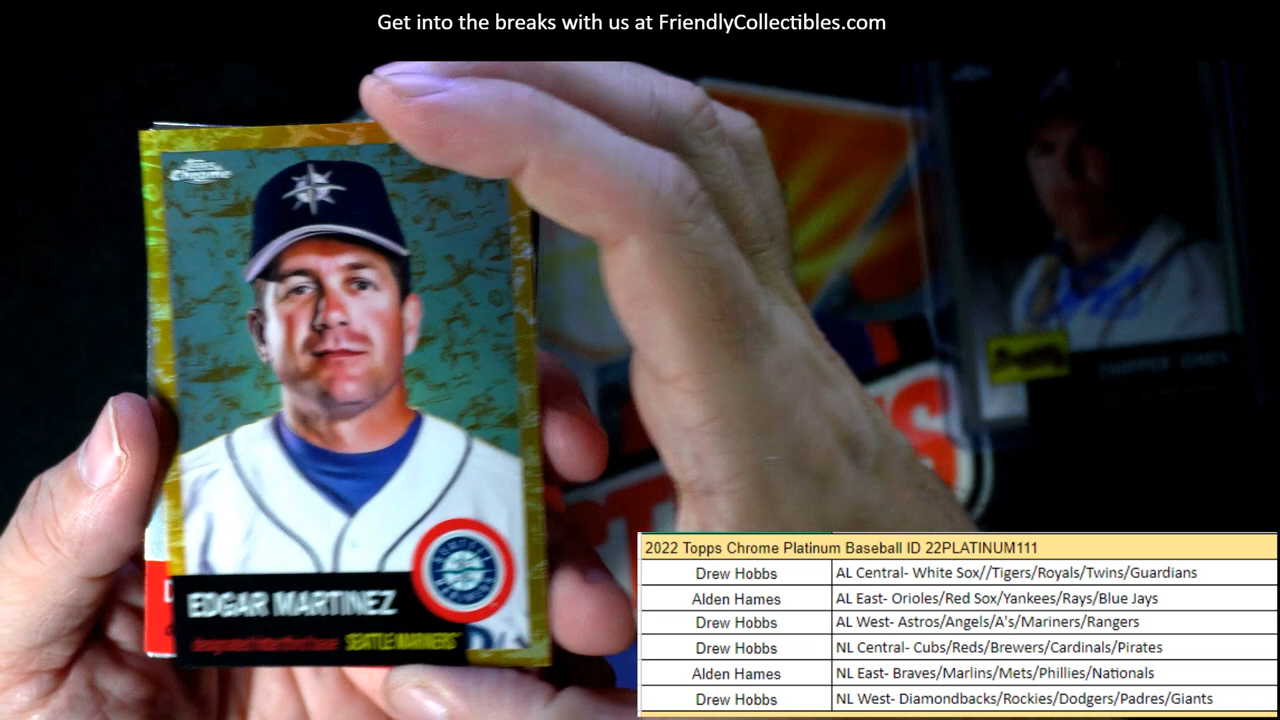 Get into the breaks with us at FriendlyCollectibles.com
Topps
Chrome
EDGAR MARTINEZ
SEATTLE MARINERS
CHIPPER JONES
2022 Topps Chrome Platinum Baseball ID 22PLATINUM111
Drew Hobbs AL Central- White Sox//Tigers/Royals/Twins/Guardians
Alden Hames AL East- Orioles/Red Sox/Yankees/Rays/Blue Jays
Drew Hobbs AL West- Astros/Angels/A's/Mariners/Rangers
Drew Hobbs NL Central- Cubs/Reds/Brewers/Cardinals/Pirates
Alden Hames NL East- Braves/Marlins/Mets/Phillies/Nationals
Drew Hobbs NL West- Diamondbacks/Rockies/Dodgers/Padres/Giants